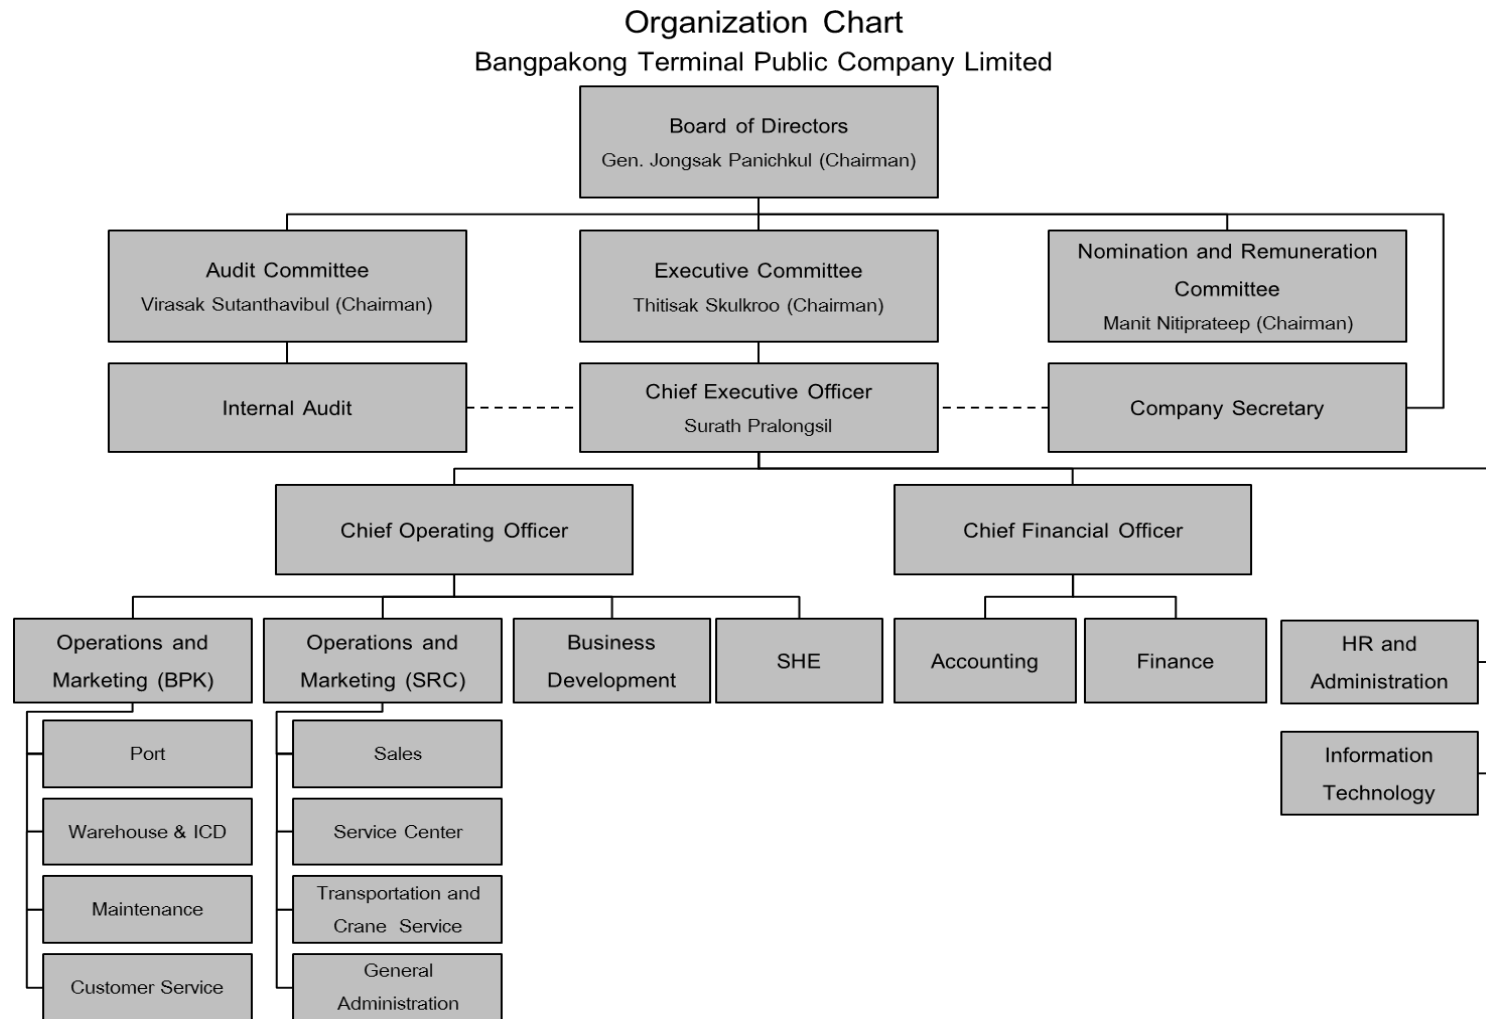 Organization Chart
Bangpakong Terminal Public Company Limited
Board of Directors
Gen. Jongsak Panichkul (Chairman)
Audit Committee
Virasak Sutanthavibul (Chairman)
Executive Committee
Thitisak Skulkroo (Chairman)
Nomination and Remuneration
Committee
Manit Nitiprateep (Chairman)
Internal Audit
Chief Executive Officer
Surath Pralongsil
Company Secretary
Chief Operating Officer
Chief Financial Officer
Operations and
Marketing (BPK)
Operations and
Marketing (SRC)
Business
Development
SHE
Accounting
Finance
HR and
Administration
Port
Sales
Information
Technology
Warehouse & ICD
Service Center
Maintenance
Transportation and
Crane Service
Customer Service
General
Administration